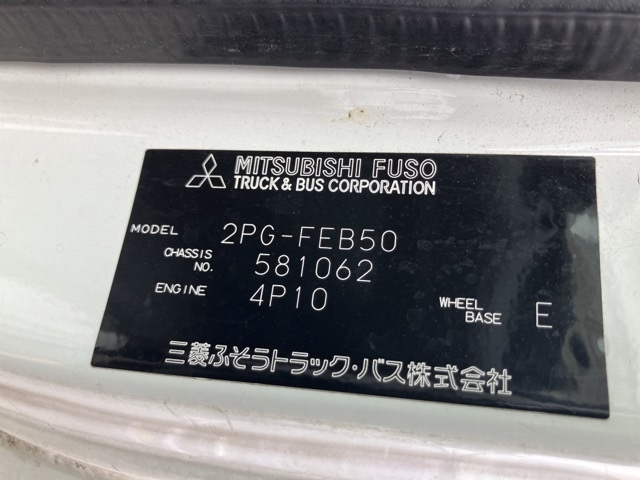 MITSUBISHI FUSO
TRUCK & BUS CORPORATION
MODEL 2PG-FEB50
CHASSIS NO. 581062
ENGINE 4P10 WHEEL BASE E
三菱ふそうトラック・バス株式会社